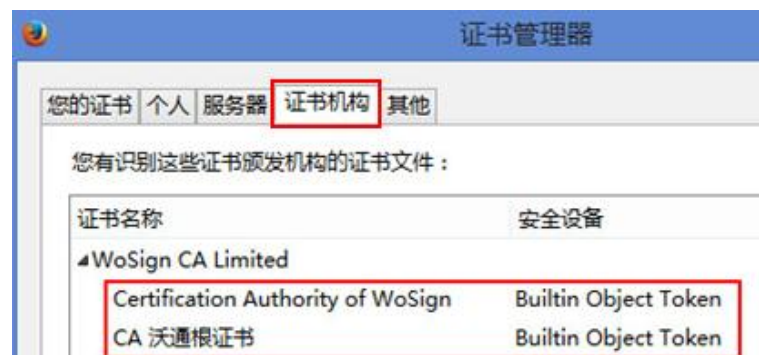 证书管理器
您的证书 个人 服务器 证书机构 其他
您有识别这些证书颁发机构的证书文件：
证书名称 安全设备
WoSign CA Limited
Certification Authority of WoSign Builtin Object Token
CA 沃通根证书 Builtin Object Token